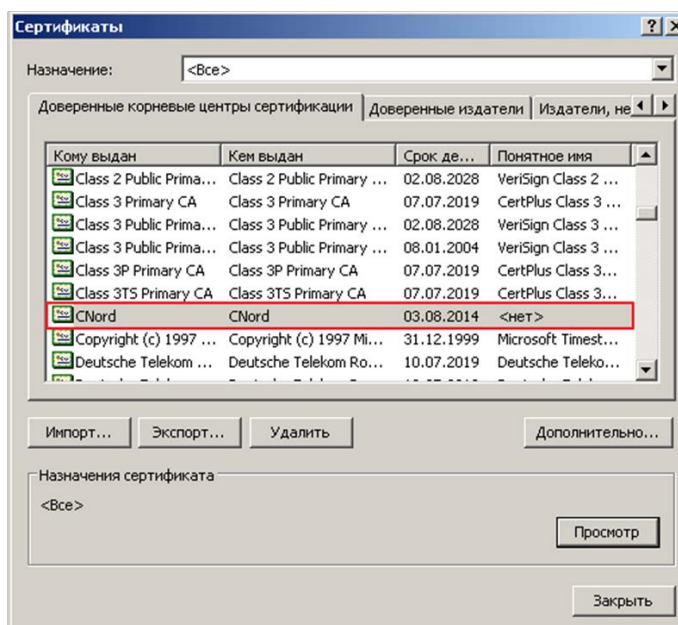 Сертификаты
Назначение: <Все>
Доверенные корневые центры сертификации Доверенные издатели Издатели, не
Кому выдан Кем выдан Срок де... Понятное имя
Class 2 Public Prima... Class 2 Public Primary ... 02.08.2028 VeriSign Class 2 ...
Class 3 Primary CA Class 3 Primary CA 07.07.2019 CertPlus Class 3 ...
Class 3 Public Prima... Class 3 Public Primary ... 02.08.2028 VeriSign Class 3 ...
Class 3 Public Prima... Class 3 Public Primary ... 08.01.2004 VeriSign Class 3 ...
Class 3P Primary CA Class 3P Primary CA 07.07.2019 CertPlus Class 3...
Class 3TS Primary CA Class 3TS Primary CA 07.07.2019 CertPlus Class 3...
CNord CNord 03.08.2014 <нет>
Copyright (c) 1997 ... Copyright (c) 1997 Mi... 31.12.1999 Microsoft Timest...
Deutsche Telekom ... Deutsche Telekom Ro... 10.07.2019 Deutsche Teleko...
Импорт... Экспорт... Удалить Дополнительно...
Назначения сертификата
<Все>
Просмотр
Закрыть